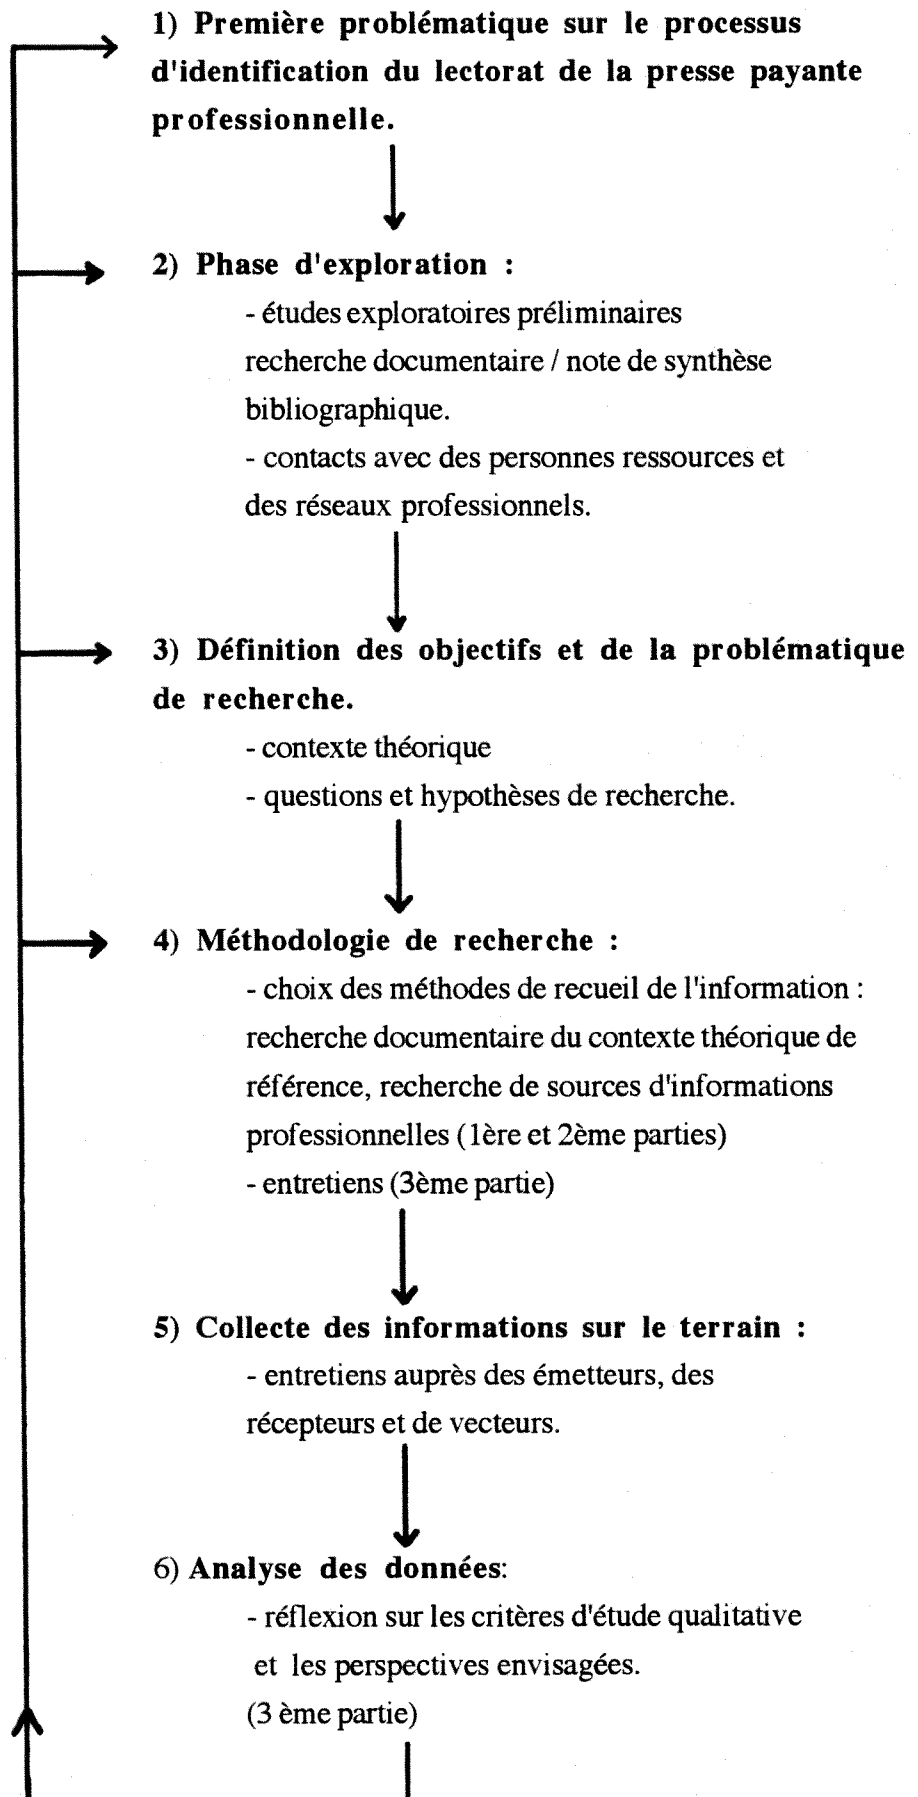 1) Première problématique sur le processus
d'identification du lectorat de la presse payante
professionnelle.
2) Phase d'exploration :
- études exploratoires préliminaires
recherche documentaire / note de synthèse
bibliographique.
- contacts avec des personnes ressources et
des réseaux professionnels.
3) Définition des objectifs et de la problématique
de recherche.
- contexte théorique
- questions et hypothèses de recherche.
4) Méthodologie de recherche :
- choix des méthodes de recueil de l'information :
recherche documentaire du contexte théorique de
référence, recherche de sources d'informations
professionnelles (1ère et 2ème parties)
- entretiens (3ème partie)
5) Collecte des informations sur le terrain :
- entretiens auprès des émetteurs, des
récepteurs et de vecteurs.
6) Analyse des données:
- réflexion sur les critères d'étude qualitative
et les perspectives envisagées.
(3 ème partie)